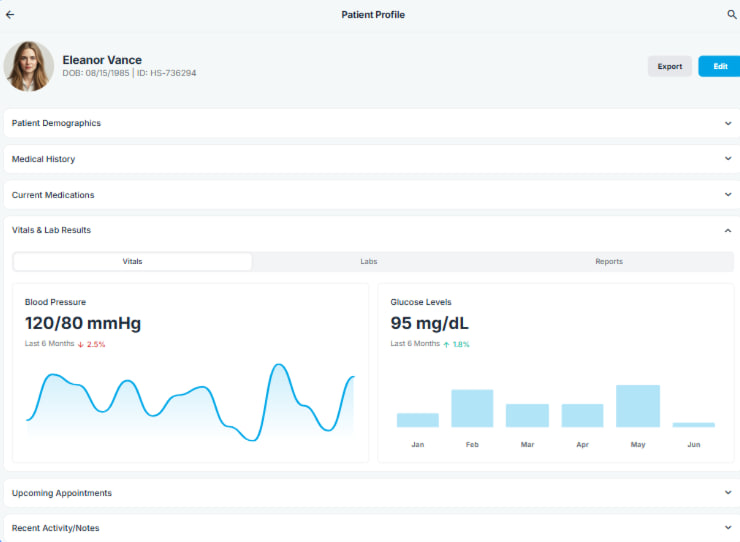 Patient Profile
Eleanor Vance
DOB: 08/15/1985 | ID: HS-736294
Export
Edit
Patient Demographics
Medical History
Current Medications
Vitals & Lab Results
Vitals
Labs
Reports
Blood Pressure
120/80 mmHg
Last 6 Months ↓ 2.5%
Glucose Levels
95 mg/dL
Last 6 Months ↑ 1.8%
Jan Feb Mar Apr May Jun
Upcoming Appointments
Recent Activity/Notes